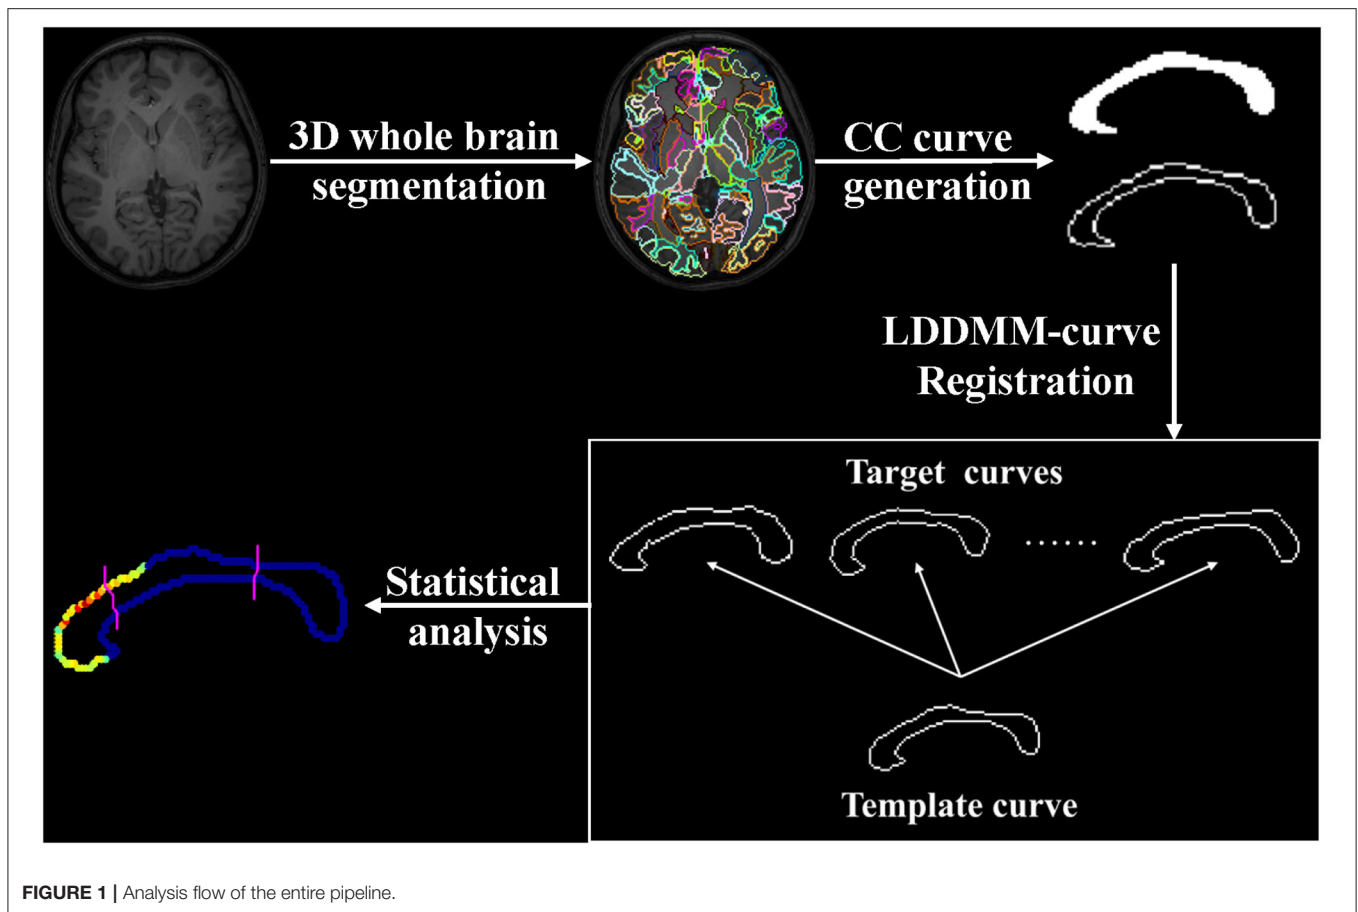 3D whole brain
segmentation
CC curve
generation
LDDMM-curve
Registration
Target curves
......
Template curve
Statistical
analysis
FIGURE 1 | Analysis flow of the entire pipeline.